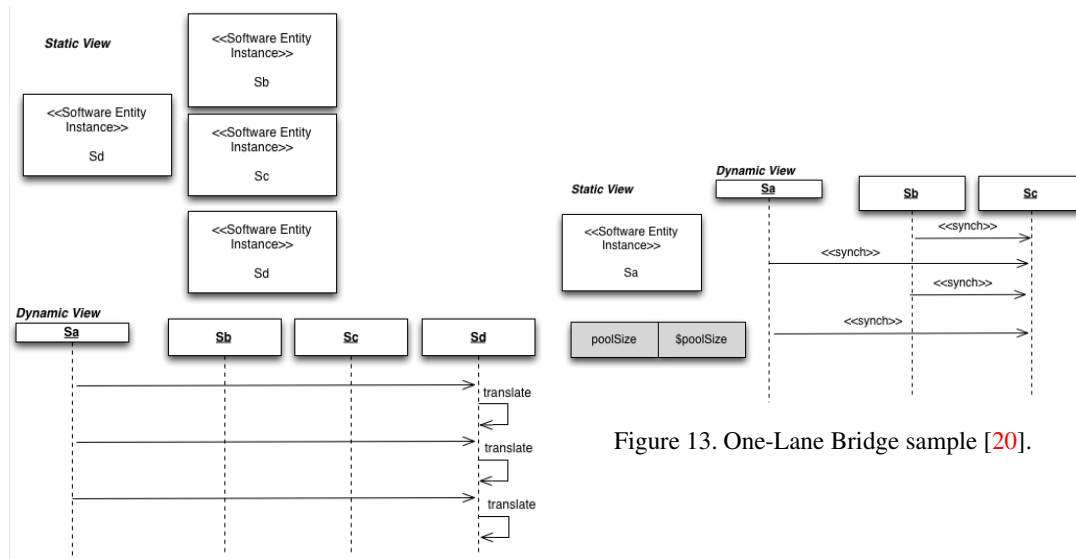 Static View
<<Software Entity
Instance>>
Sb
<<Software Entity
Instance>>
Sd
<<Software Entity
Instance>>
Sc
<<Software Entity
Instance>>
Sd
Dynamic View
Sa
Sb
Sc
Sd
translate
translate
translate
Static View
Dynamic View
Sa
Sb
Sc
<<Software Entity
Instance>>
Sa
<<synch>>
<<synch>>
<<synch>>
<<synch>>
poolSize
$poolSize
Figure 13. One-Lane Bridge sample [20].